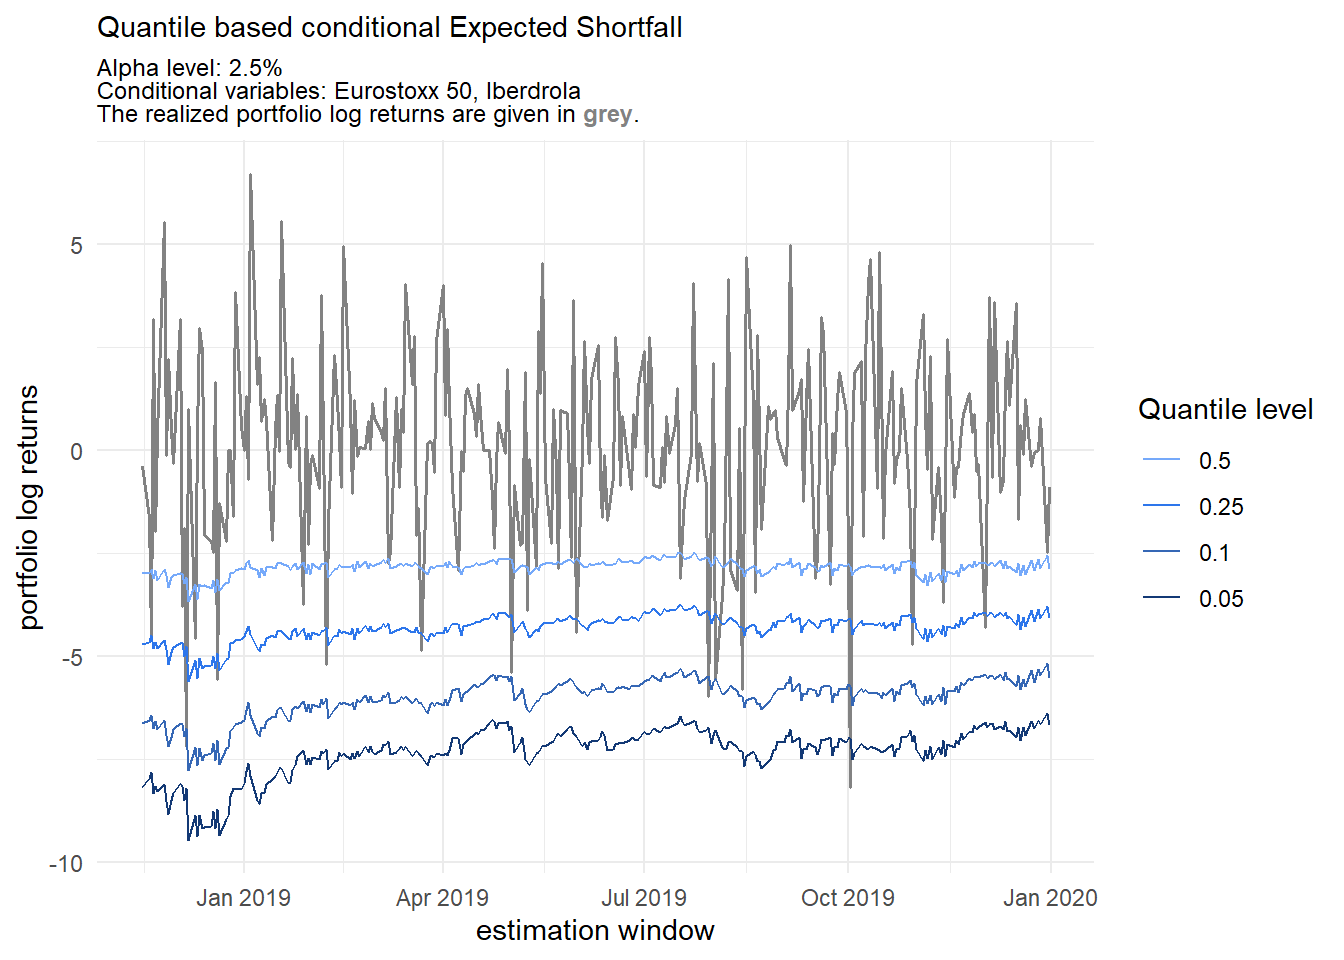 Quantile based conditional Expected Shortfall
Alpha level: 2.5%
Conditional variables: Eurostoxx 50, Iberdrola
The realized portfolio log returns are given in grey.
5
0
-5
-10
portfolio log returns
Jan 2019
Apr 2019
Jul 2019
Oct 2019
Jan 2020
estimation window
Quantile level
0.5
0.25
0.1
0.05